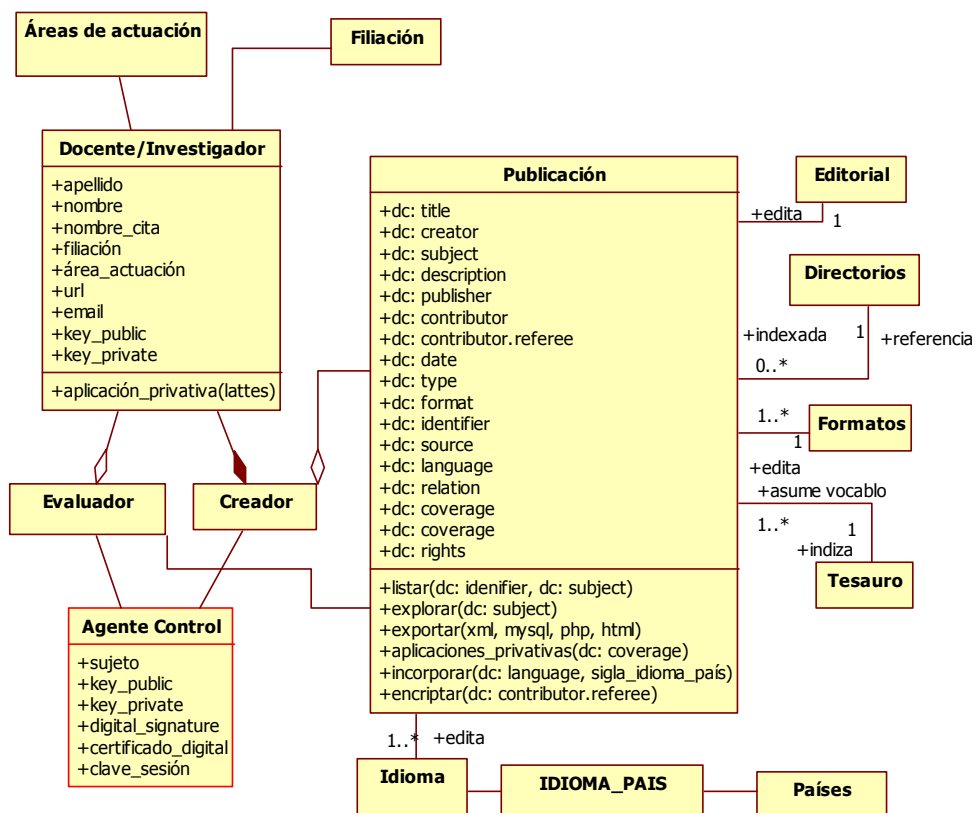 Áreas de actuación
Filiación
Docente/Investigador
+apellido
+nombre
+nombre_cita
+filiación
+área_actuación
+url
+email
+key_public
+key_private
+aplicación_privativa(lattes)
Evaluador
Creador
Agente Control
+sujeto
+key_public
+key_private
+digital_signature
+certificado_digital
+clave_sesión
Publicación
+dc: title
+dc: creator
+dc: subject
+dc: description
+dc: publisher
+dc: contributor
+dc: contributor.referee
+dc: date
+dc: type
+dc: format
+dc: identifier
+dc: source
+dc: language
+dc: relation
+dc: coverage
+dc: coverage
+dc: rights
+listar(dc: idenifier, dc: subject)
+explorar(dc: subject)
+exportar(xml, mysql, php, html)
+aplicaciones_privativas(dc: coverage)
+incorporar(dc: language, sigla_idioma_país)
+encriptar(dc: contributor.referee)
Editorial
+edita
1
Directorios
+indexada
1
+referencia
0..*
1..*
Formatos
1
+edita
+asume vocablo
1..*
1
+indiza
Tesauro
1..*
+edita
Idioma
IDIOMA_PAIS
Países